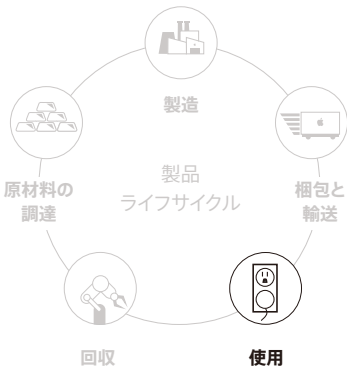 製造
原材料の
調達
製品
ライフサイクル
梱包と
輸送
回収
使用